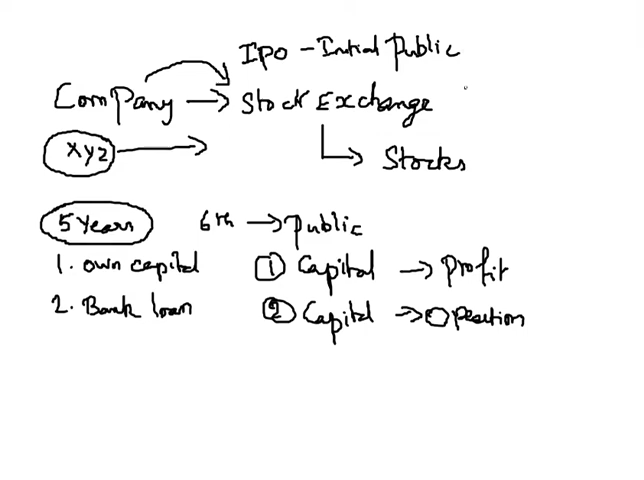 IPO - Initial Public
Company → Stock Exchange
xyz →
Stocks
5 Years 6th → Public
1. own capital ① Capital → Profit
2. Bank loan ② Capital → Operation